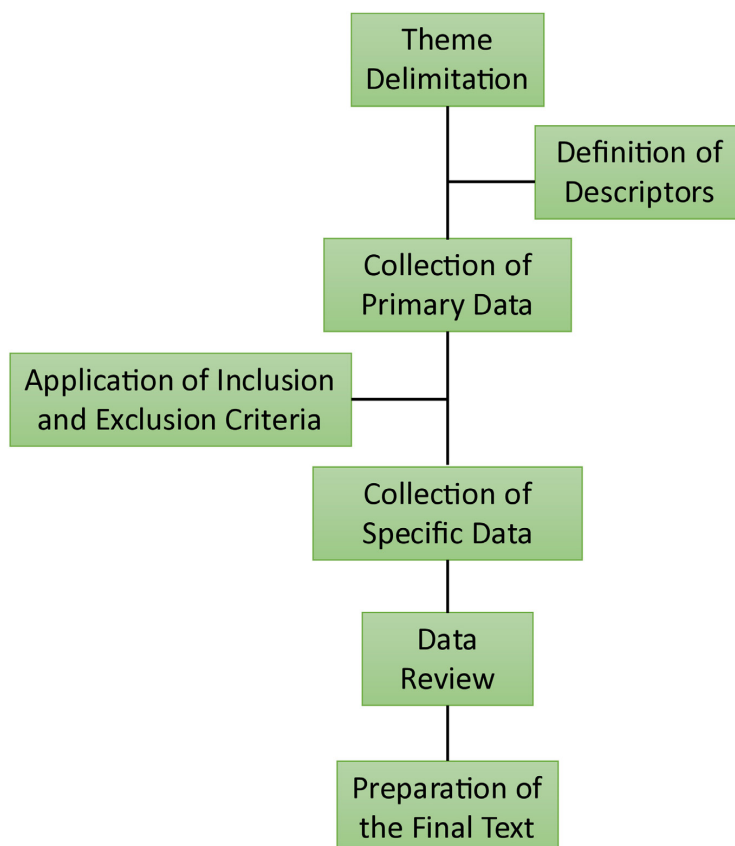 Theme
Delimitation
Definition of
Descriptors
Collection of
Primary Data
Application of Inclusion
and Exclusion Criteria
Collection of
Specific Data
Data
Review
Preparation of
the Final Text